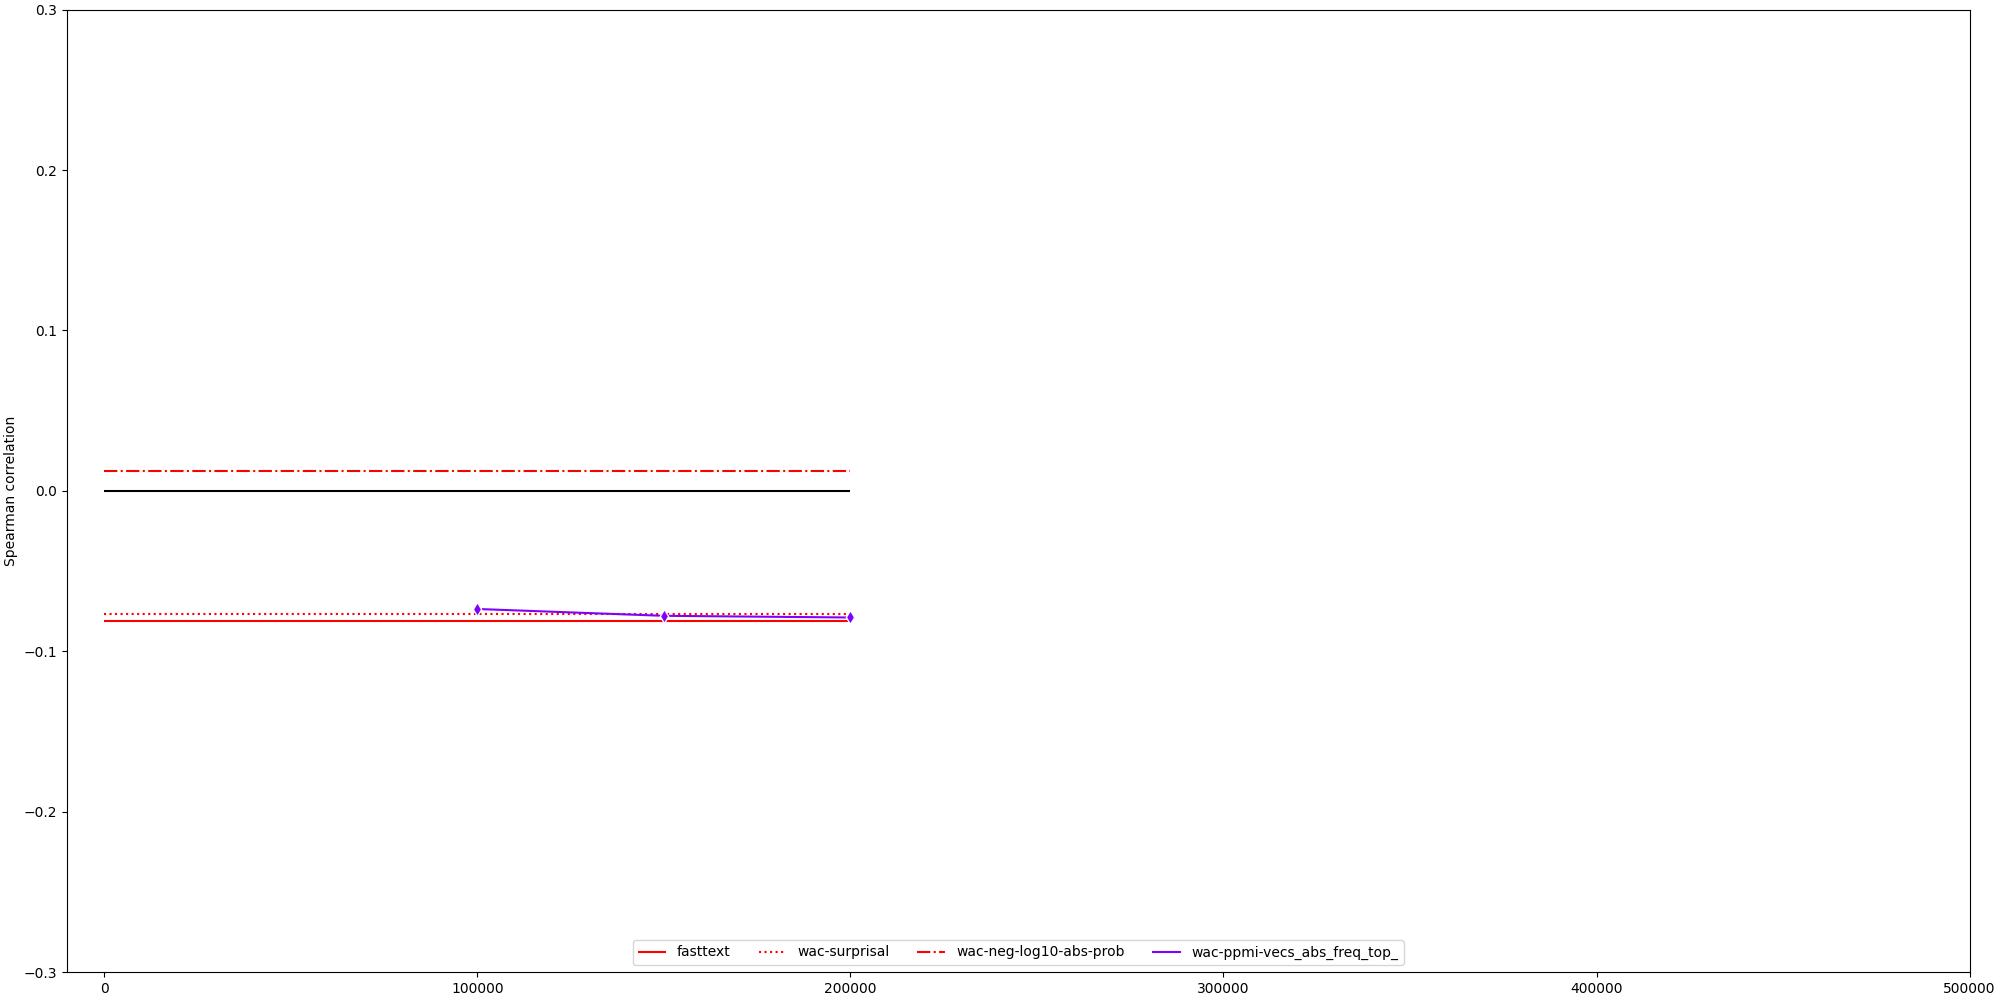 0.3
0.2
0.1
0.0
−0.1
−0.2
−0.3
Spearman correlation
fasttext wac-surprisal wac-neg-log10-abs-prob wac-ppmi-vecs_abs_freq_top_
0 100000 200000 300000 400000 500000